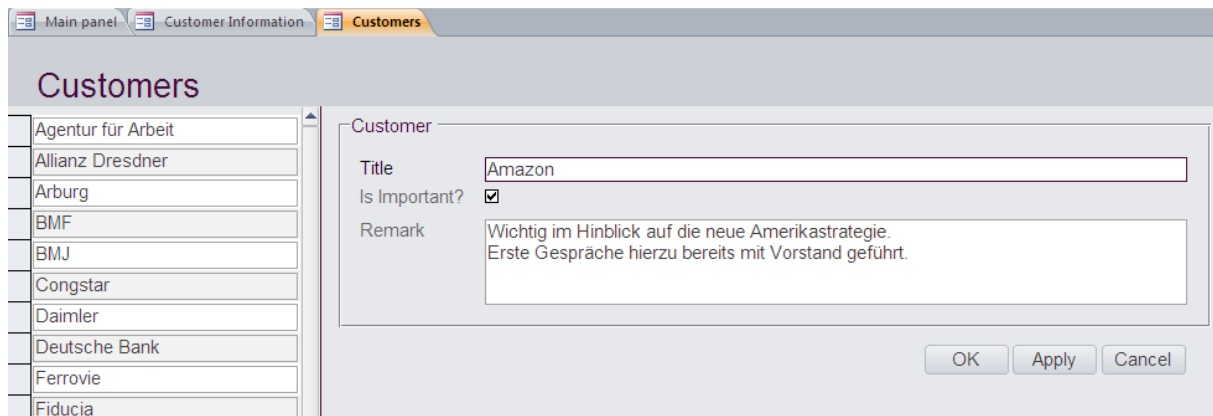 Main panel
Customer Information
Customers
Customers
Agentur für Arbeit
Allianz Dresdner
Arburg
BMF
BMJ
Congstar
Daimler
Deutsche Bank
Ferrovie
Fiducia
Customer
Title
Amazon
Is Important?
Remark
Wichtig im Hinblick auf die neue Amerikastrategie.
Erste Gespräche hierzu bereits mit Vorstand geführt.
OK
Apply
Cancel